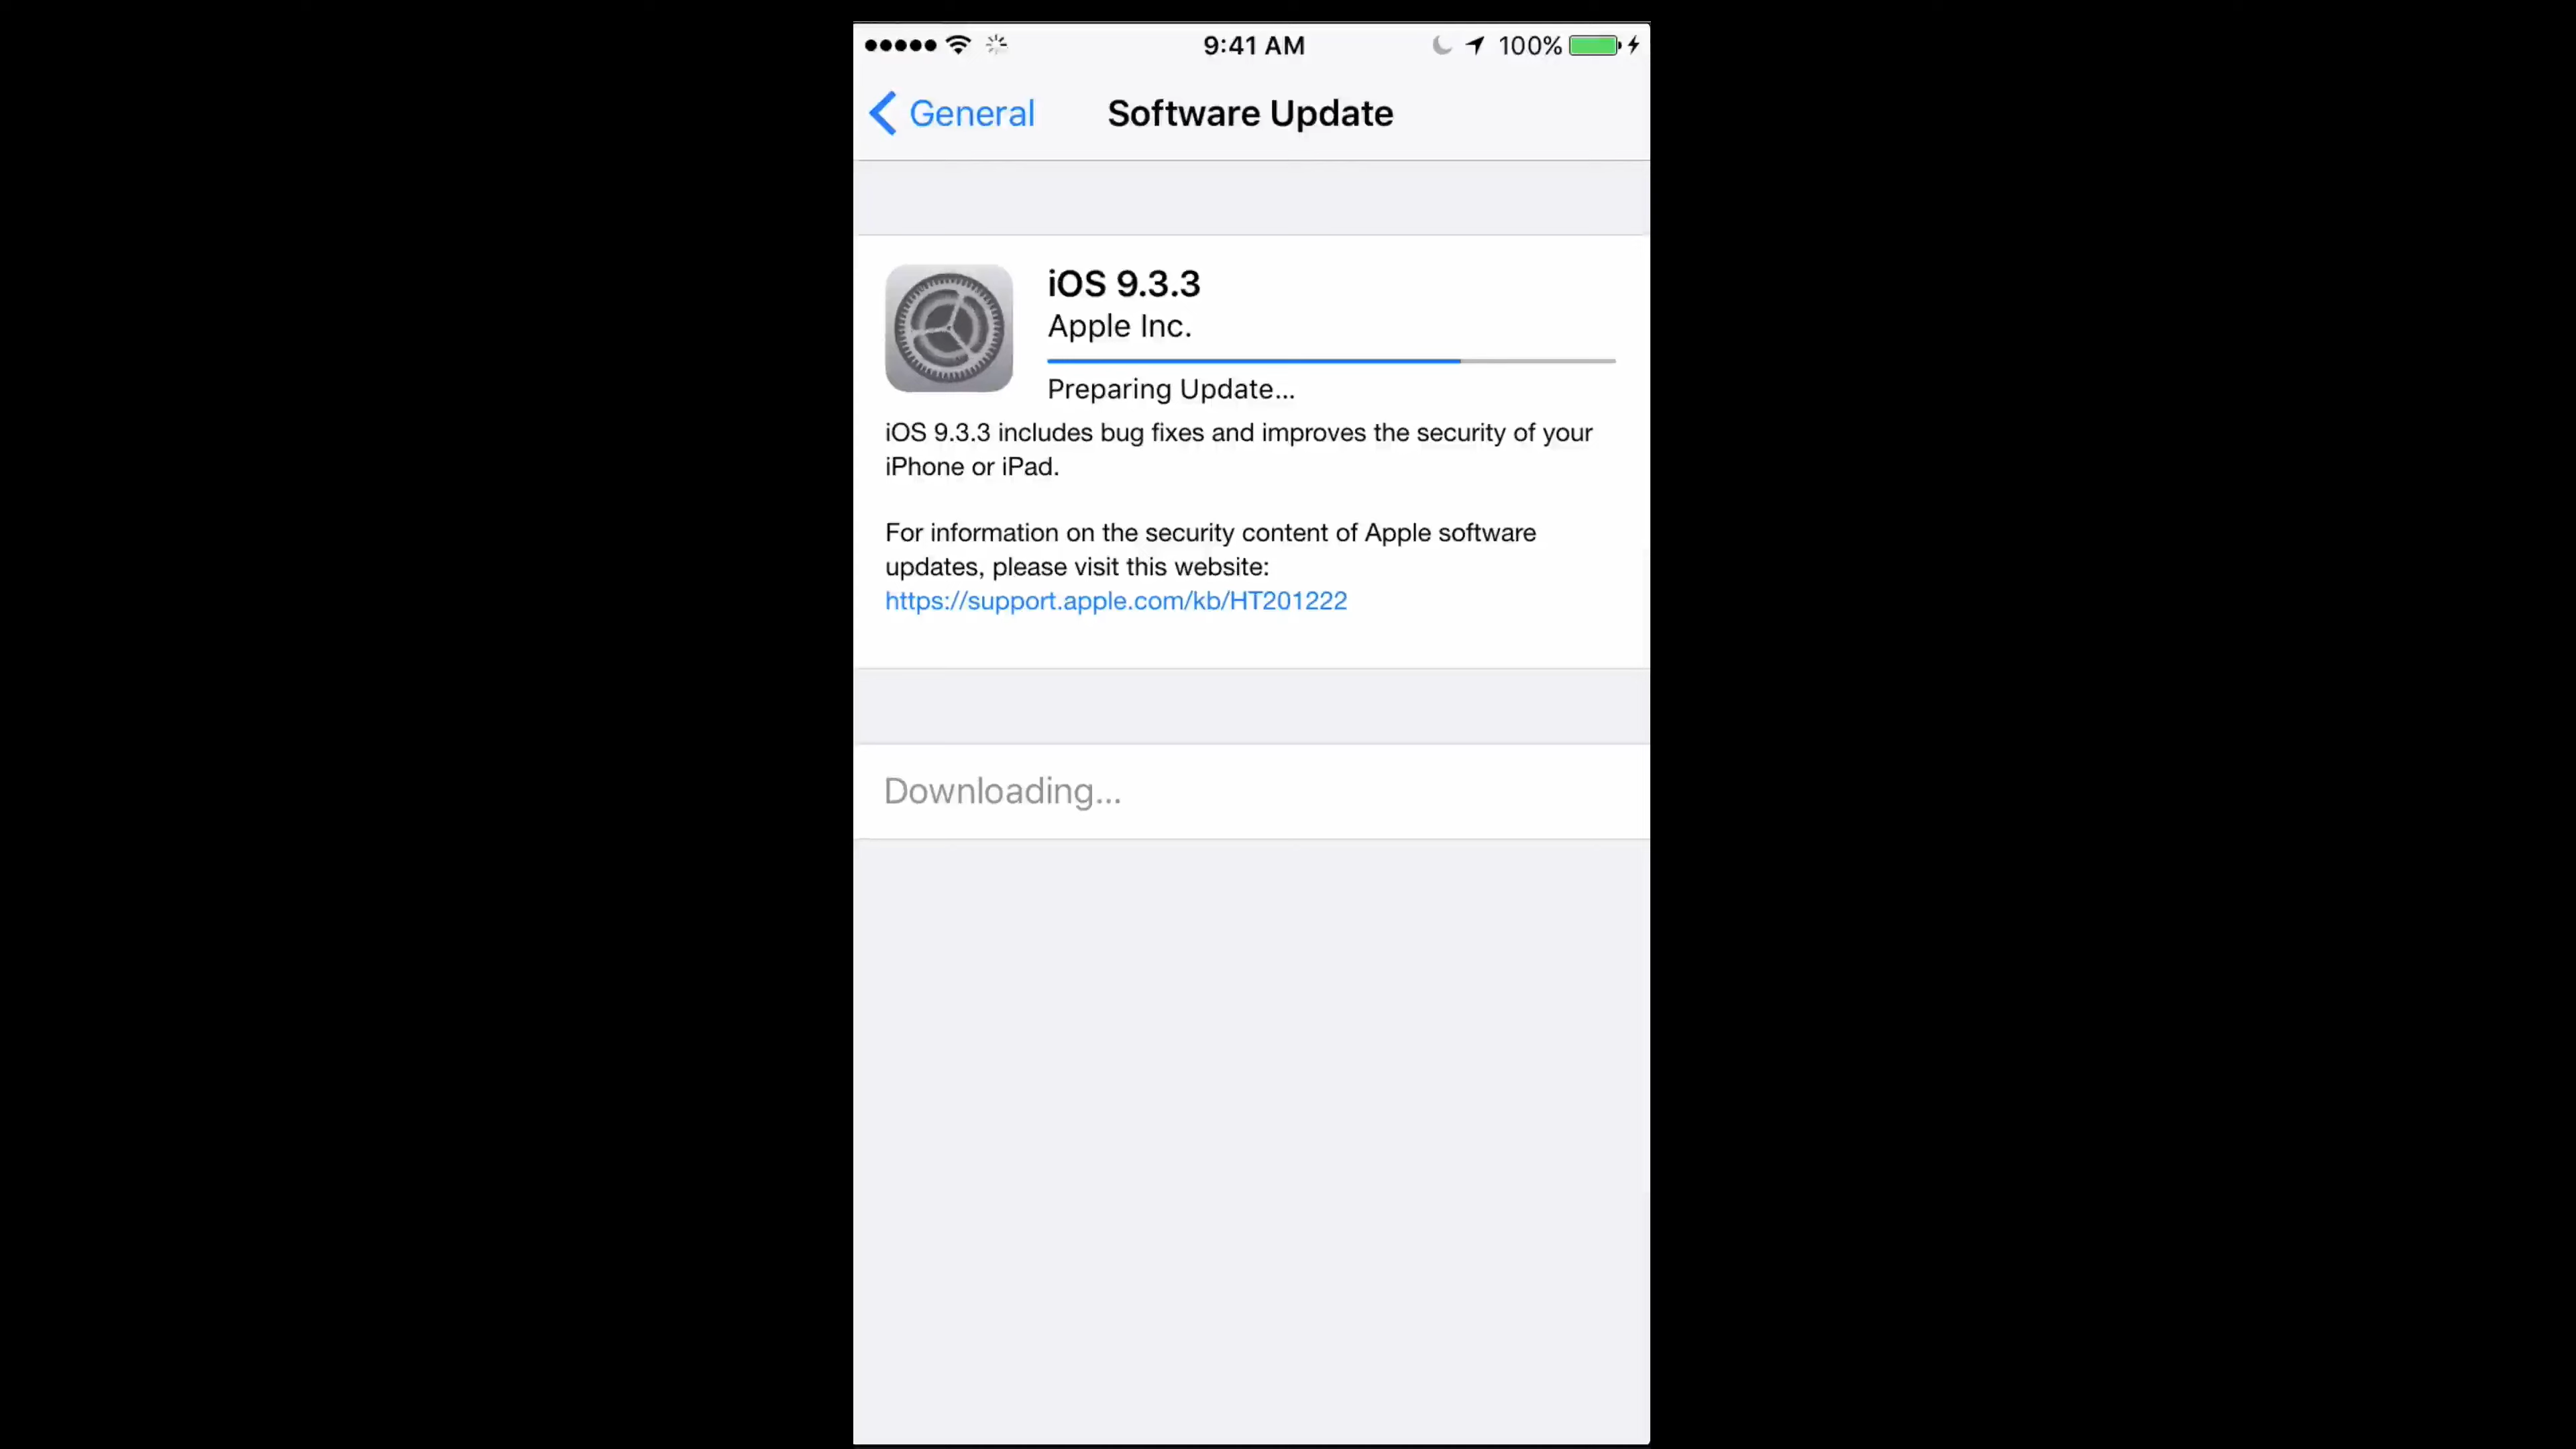 9:41 AM
100%
General
Software Update
iOS 9.3.3
Apple Inc.
Preparing Update...
iOS 9.3.3 includes bug fixes and improves the security of your
iPhone or iPad.
For information on the security content of Apple software
updates, please visit this website:
https://support.apple.com/kb/HT201222
Downloading...